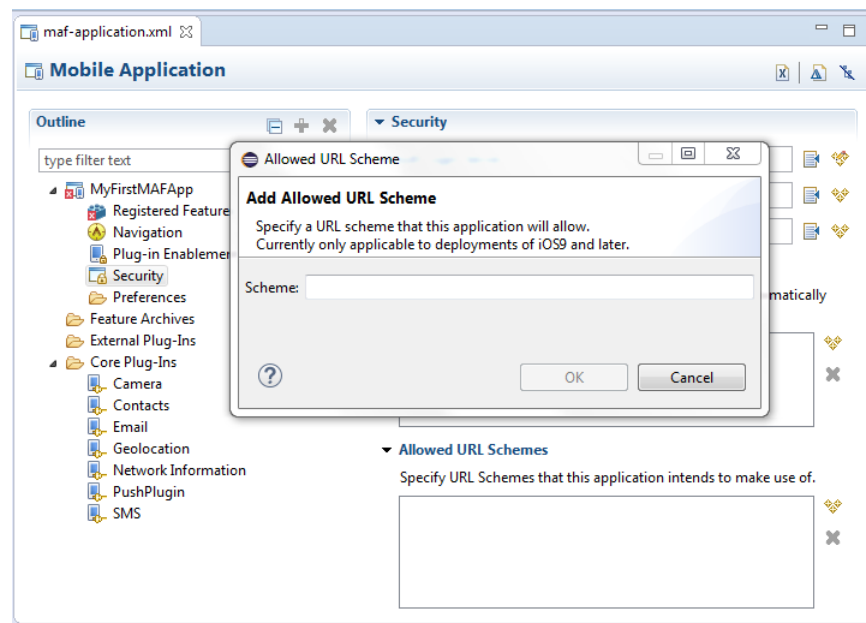 maf-application.xml
Mobile Application
Outline
type filter text
MyFirstMAFApp
Registered Feature
Navigation
Plug-in Enablemen
Security
Preferences
Feature Archives
External Plug-Ins
Core Plug-Ins
Camera
Contacts
Email
Geolocation
Network Information
PushPlugin
SMS
Security
Allowed URL Scheme
Add Allowed URL Scheme
Specify a URL scheme that this application will allow.
Currently only applicable to deployments of iOS9 and later.
Scheme:
OK
Cancel
matically
Allowed URL Schemes
Specify URL Schemes that this application intends to make use of.